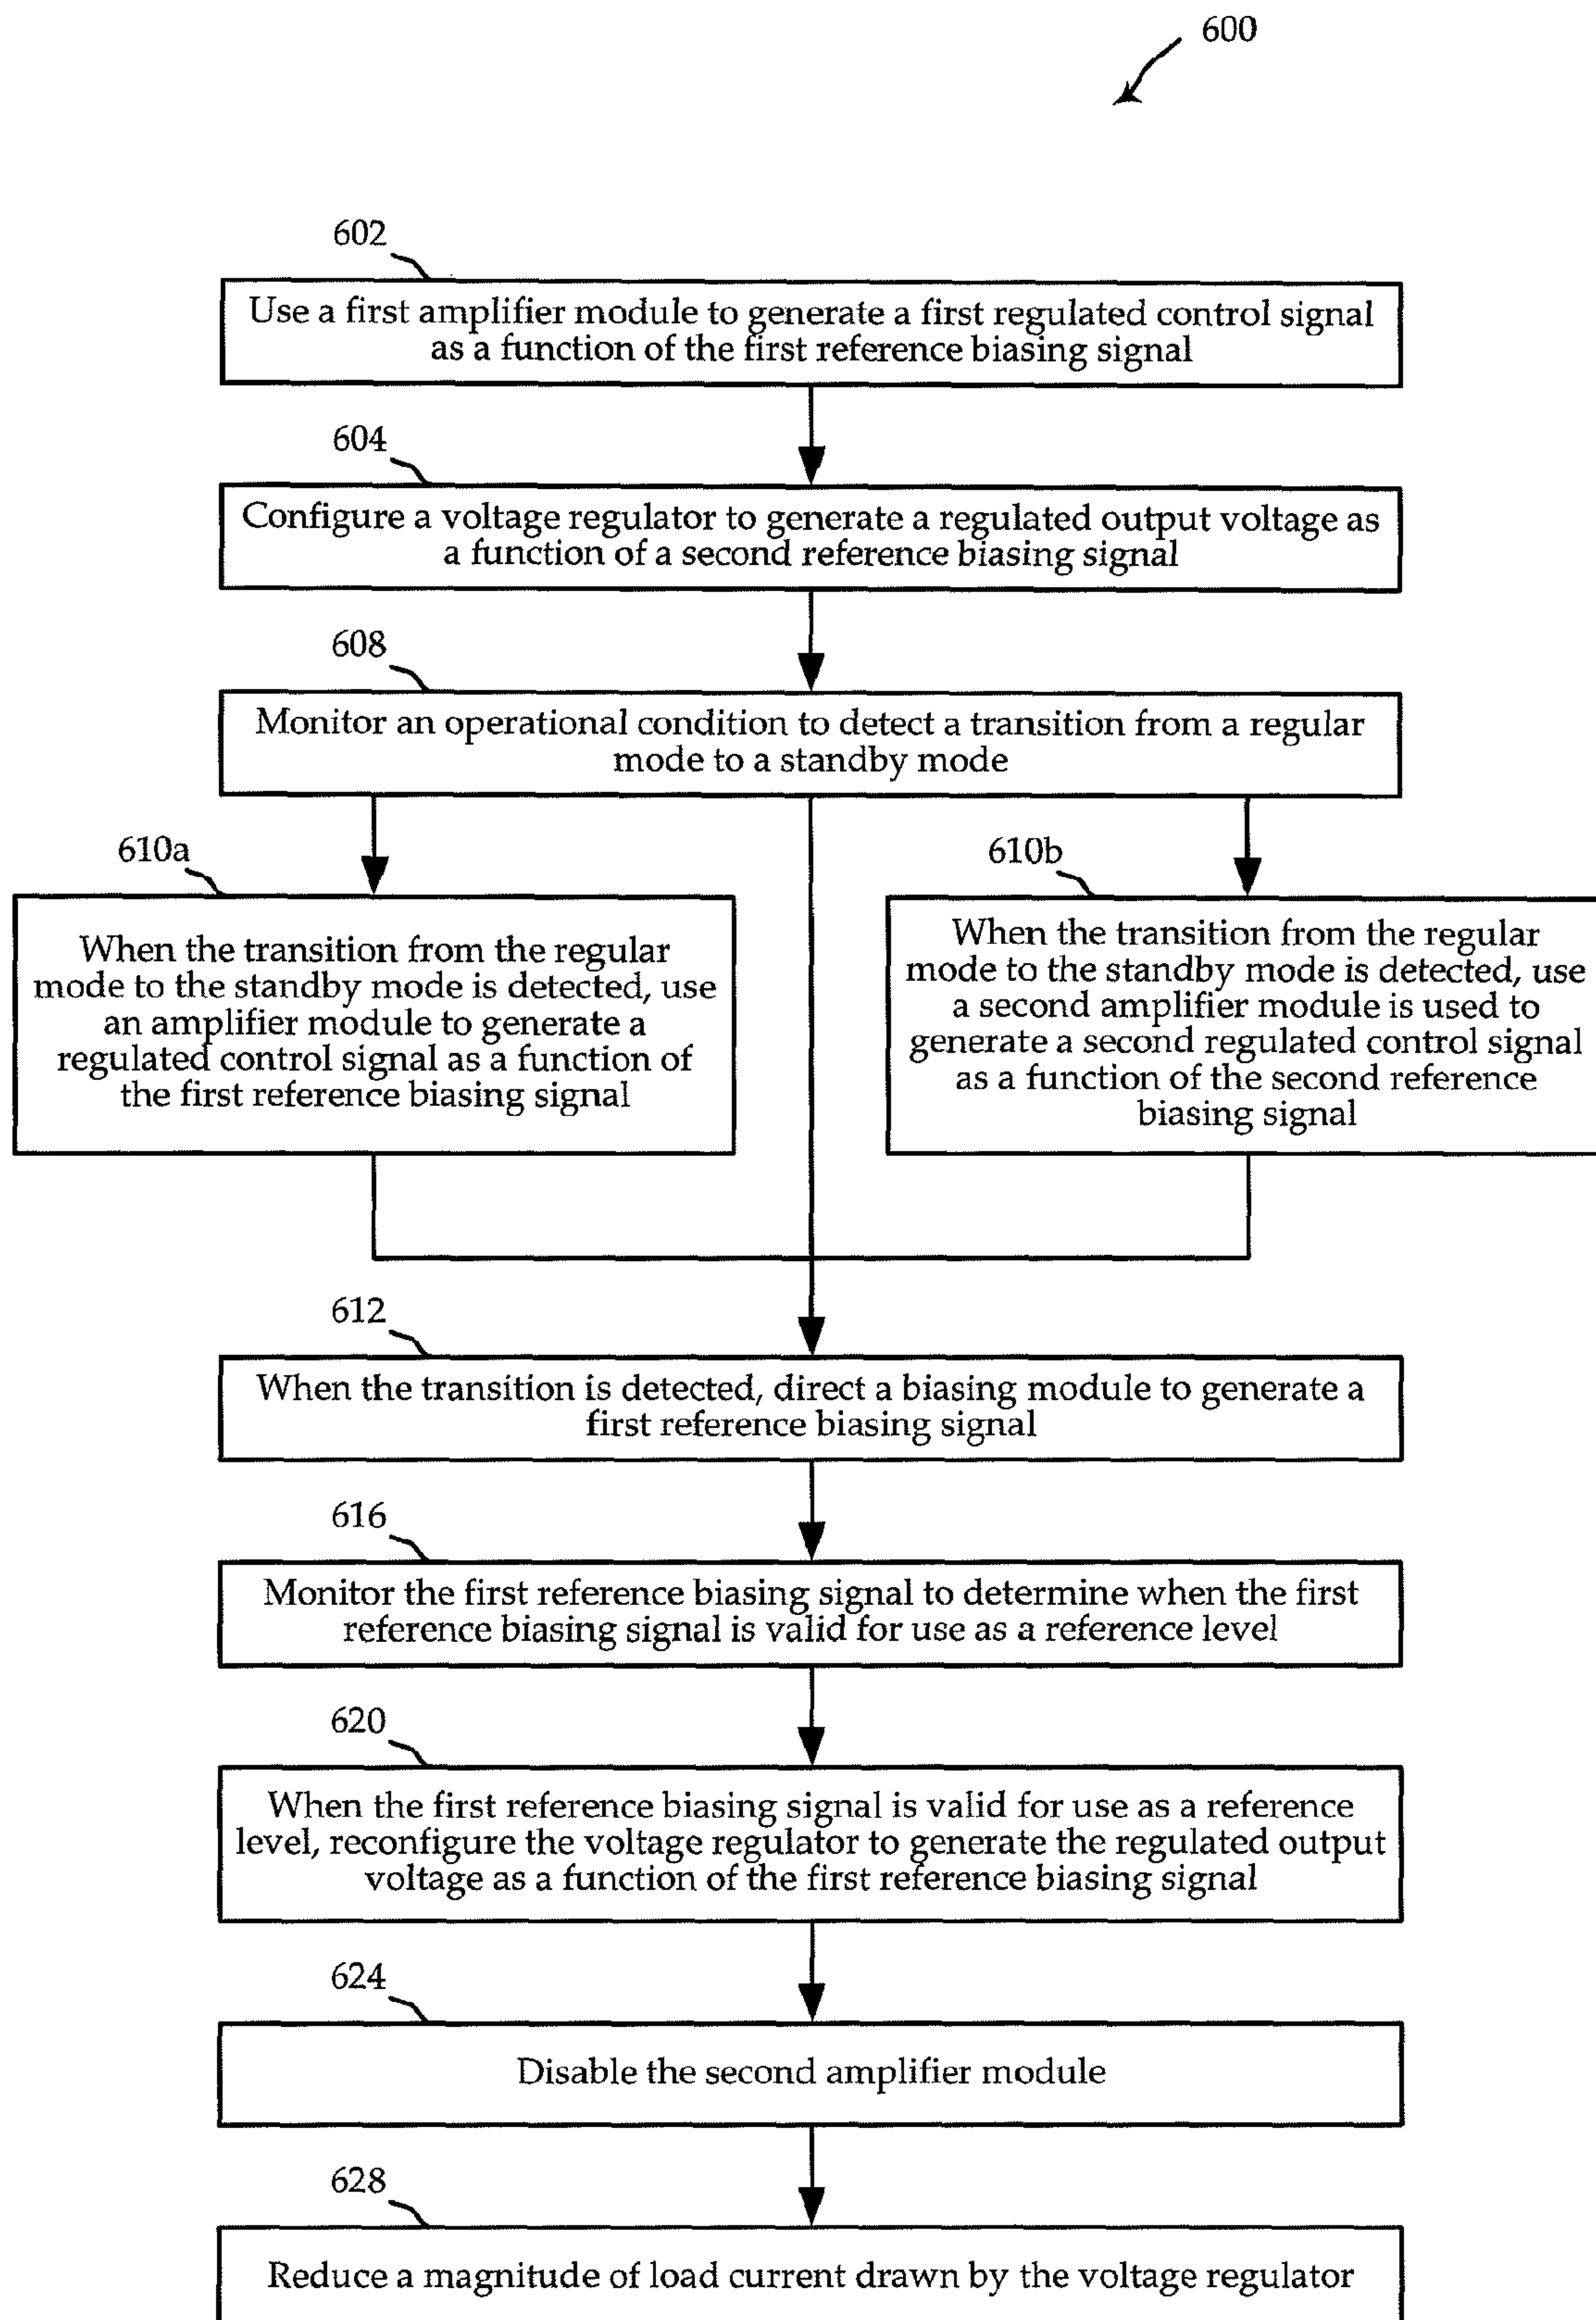 600
602
Use a first amplifier module to generate a first regulated control signal
as a function of the first reference biasing signal
604
Configure a voltage regulator to generate a regulated output voltage as
a function of a second reference biasing signal
608
Monitor an operational condition to detect a transition from a regular
mode to a standby mode
610a
When the transition from the regular
mode to the standby mode is detected, use
an amplifier module to generate a
regulated control signal as a function of
the first reference biasing signal
610b
When the transition from the regular
mode to the standby mode is detected, use
a second amplifier module is used to
generate a second regulated control signal
as a function of the second reference
biasing signal
612
When the transition is detected, direct a biasing module to generate a
first reference biasing signal
616
Monitor the first reference biasing signal to determine when the first
reference biasing signal is valid for use as a reference level
620
When the first reference biasing signal is valid for use as a reference
level, reconfigure the voltage regulator to generate the regulated output
voltage as a function of the first reference biasing signal
624
Disable the second amplifier module
628
Reduce a magnitude of load current drawn by the voltage regulator